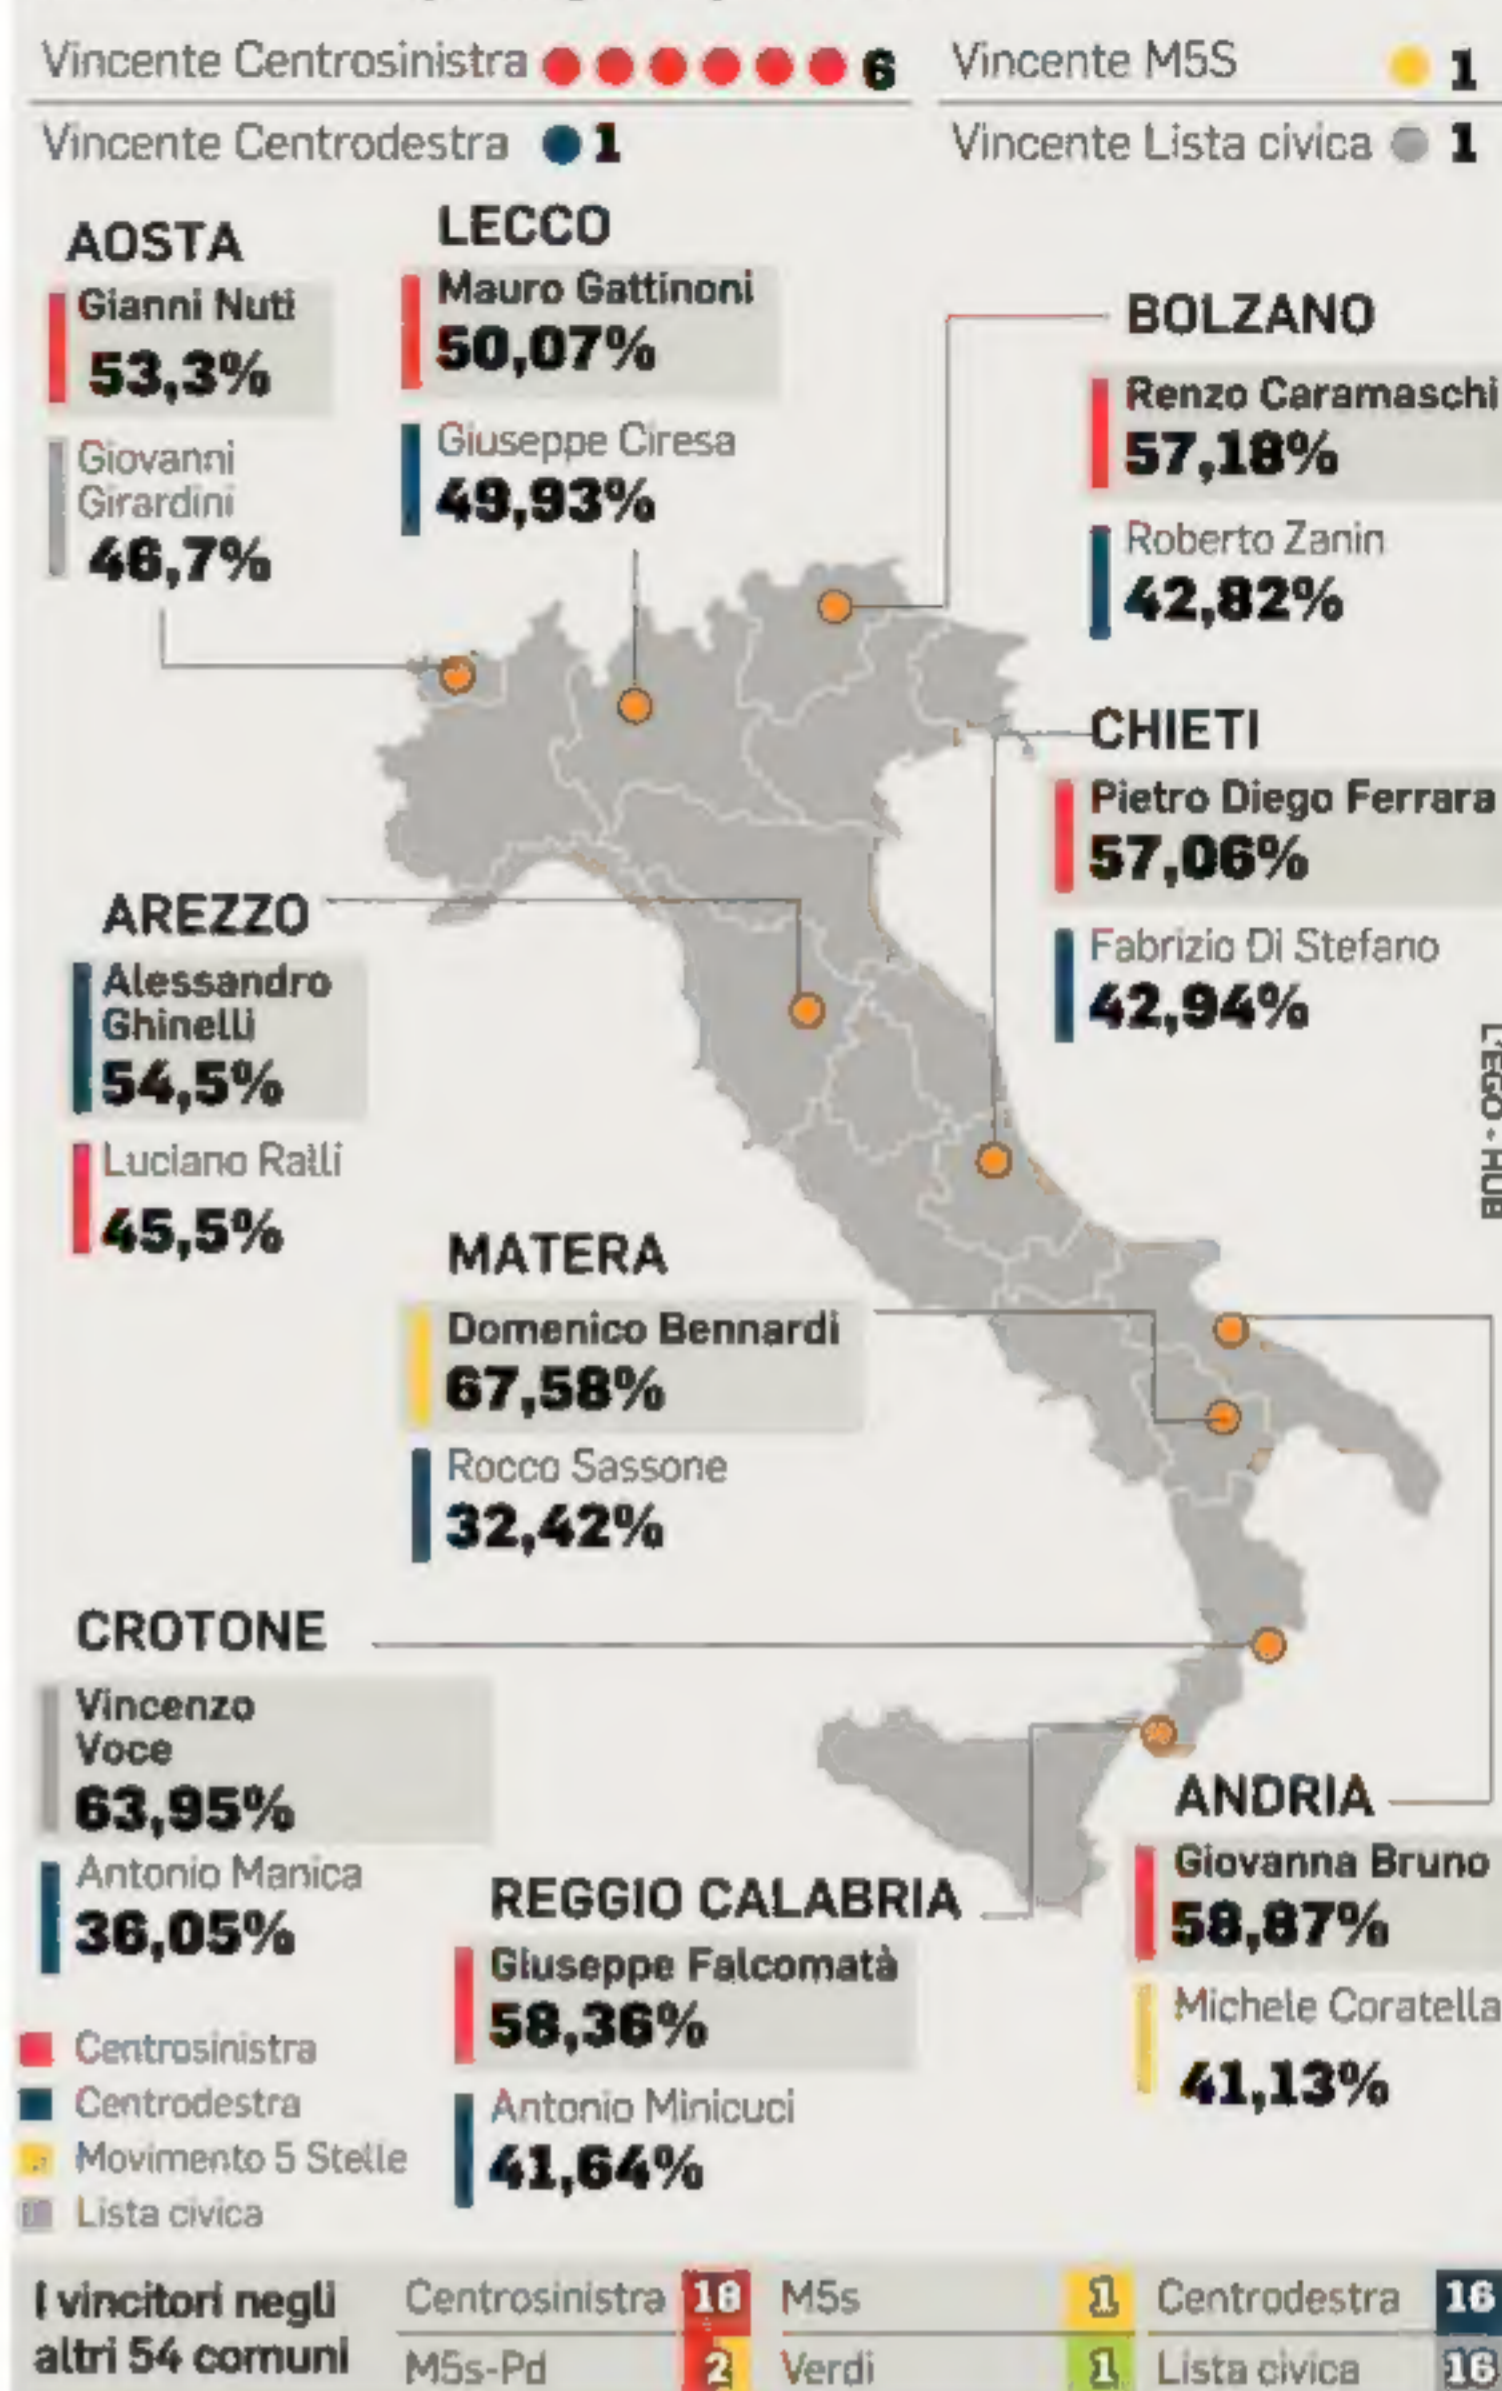 Vincente Centrosinistra 6
Vincente M5S 1
Vincente Centrodestra 1
Vincente Lista civica 1
AOSTA
Gianni Nuti
53,3%
Giovanni
Girardini
46,7%
LECCO
Mauro Gattinoni
50,07%
Giuseppe Ciresa
49,93%
BOLZANO
Renzo Caramaschi
57,18%
Roberto Zanin
42,82%
CHIETI
Pietro Diego Ferrara
57,06%
Fabrizio Di Stefano
42,94%
AREZZO
Alessandro
Ghinelli
54,5%
Luciano Ralli
45,5%
L'EGO - HUB
MATERA
Domenico Bennardi
67,58%
Rocco Sassone
32,42%
CROTONE
Vincenzo
Voce
63,95%
Antonio Manica
36,05%
REGGIO CALABRIA
Giuseppe Falcomatà
58,36%
Antonio Minicuci
41,64%
ANDRIA
Giovanna Bruno
58,87%
Michele Coratella
41,13%
Centrosinistra
Centrodestra
Movimento 5 Stelle
Lista civica
I vincitori negli
altri 54 comuni
Centrosinistra 18
M5s 1
Centrodestra 16
M5s-Pd 2
Verdi 1
Lista civica 16